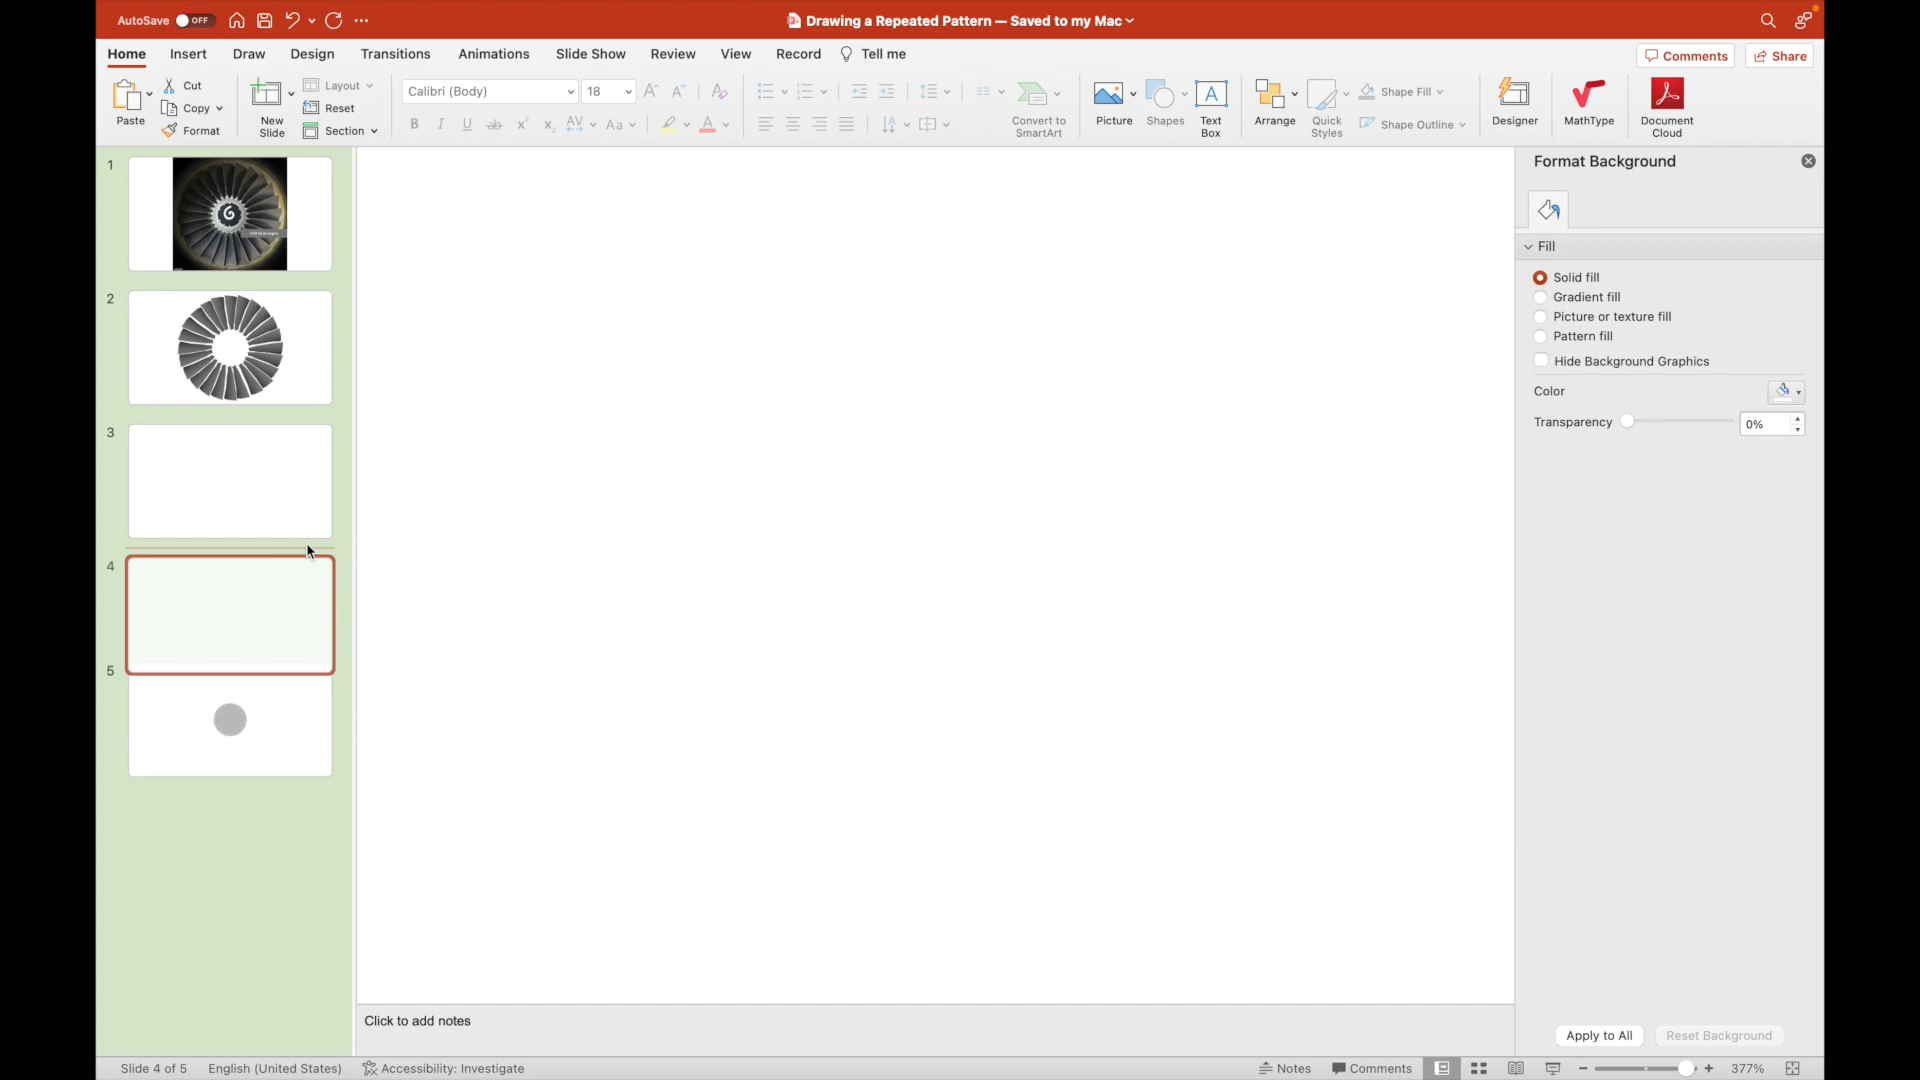 AutoSave OFF
Drawing a Repeated Pattern — Saved to my Mac
Home Insert Draw Design Transitions Animations Slide Show Review View Record Tell me
Comments Share
Paste
Cut
Copy
Format
New Slide
Layout
Reset
Section
Calibri (Body) 18
B I U ab x² x₂ AV Aa A
Convert to SmartArt
Picture
Shapes
Text Box
Arrange
Quick Styles
Shape Fill
Shape Outline
Designer
MathType
Document Cloud
1
2
3
4
5
Format Background
Fill
Solid fill
Gradient fill
Picture or texture fill
Pattern fill
Hide Background Graphics
Color
Transparency 0%
Apply to All Reset Background
Click to add notes
Slide 4 of 5 English (United States) Accessibility: Investigate Notes Comments 377%